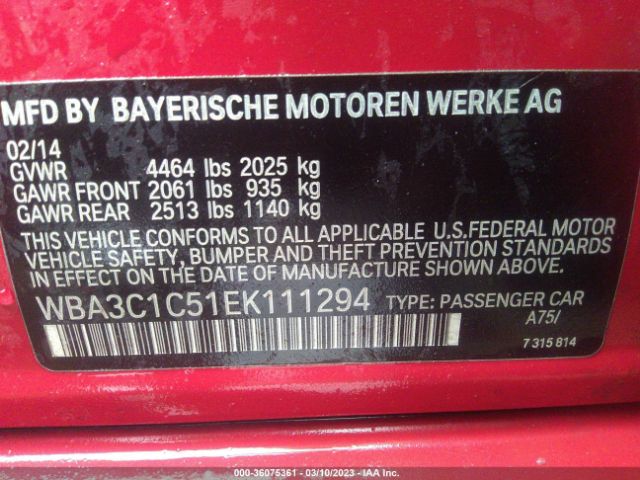 MFD BY BAYERISCHE MOTOREN WERKE AG
02/14
GVWR 4464 lbs 2025 kg
GAWR FRONT 2061 lbs 935 kg
GAWR REAR 2513 lbs 1140 kg
THIS VEHICLE CONFORMS TO ALL APPLICABLE U.S.FEDERAL MOTOR
VEHICLE SAFETY, BUMPER AND THEFT PREVENTION STANDARDS
IN EFFECT ON THE DATE OF MANUFACTURE SHOWN ABOVE.
WBA3C1C51EK111294 TYPE: PASSENGER CAR
A75/
7 315 814
000-36075361 - 03/10/2023 - IAA Inc.